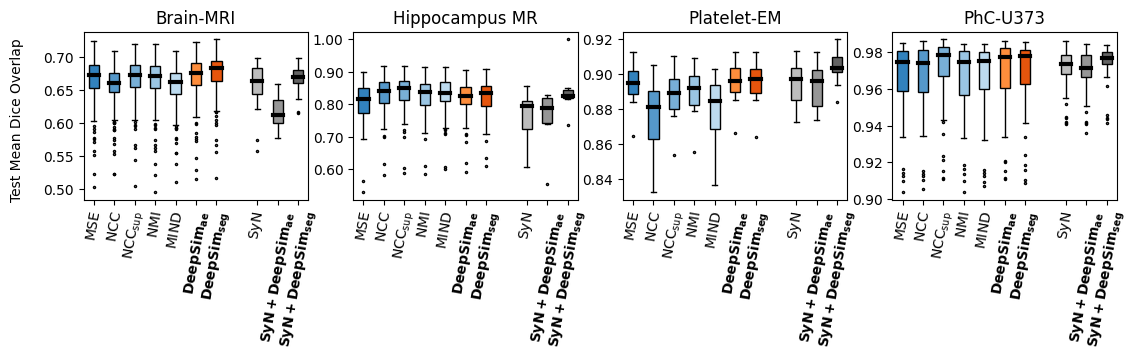 Brain-MRI
Hippocampus MR
Platelet-EM
PhC-U373
Test Mean Dice Overlap
0.70
0.65
0.60
0.55
0.50
1.00
0.90
0.80
0.70
0.60
0.92
0.90
0.88
0.86
0.84
0.98
0.96
0.94
0.92
0.90
MSE
NCC
NCCsup
NMI
MIND
DeepSimae
DeepSimseg
SyN
SyN + DeepSimae
SyN + DeepSimseg
MSE
NCC
NCCsup
NMI
MIND
DeepSimae
DeepSimseg
SyN
SyN + DeepSimae
SyN + DeepSimseg
MSE
NCC
NCCsup
NMI
MIND
DeepSimae
DeepSimseg
SyN
SyN + DeepSimae
SyN + DeepSimseg
MSE
NCC
NCCsup
NMI
MIND
DeepSimae
DeepSimseg
SyN
SyN + DeepSimae
SyN + DeepSimseg